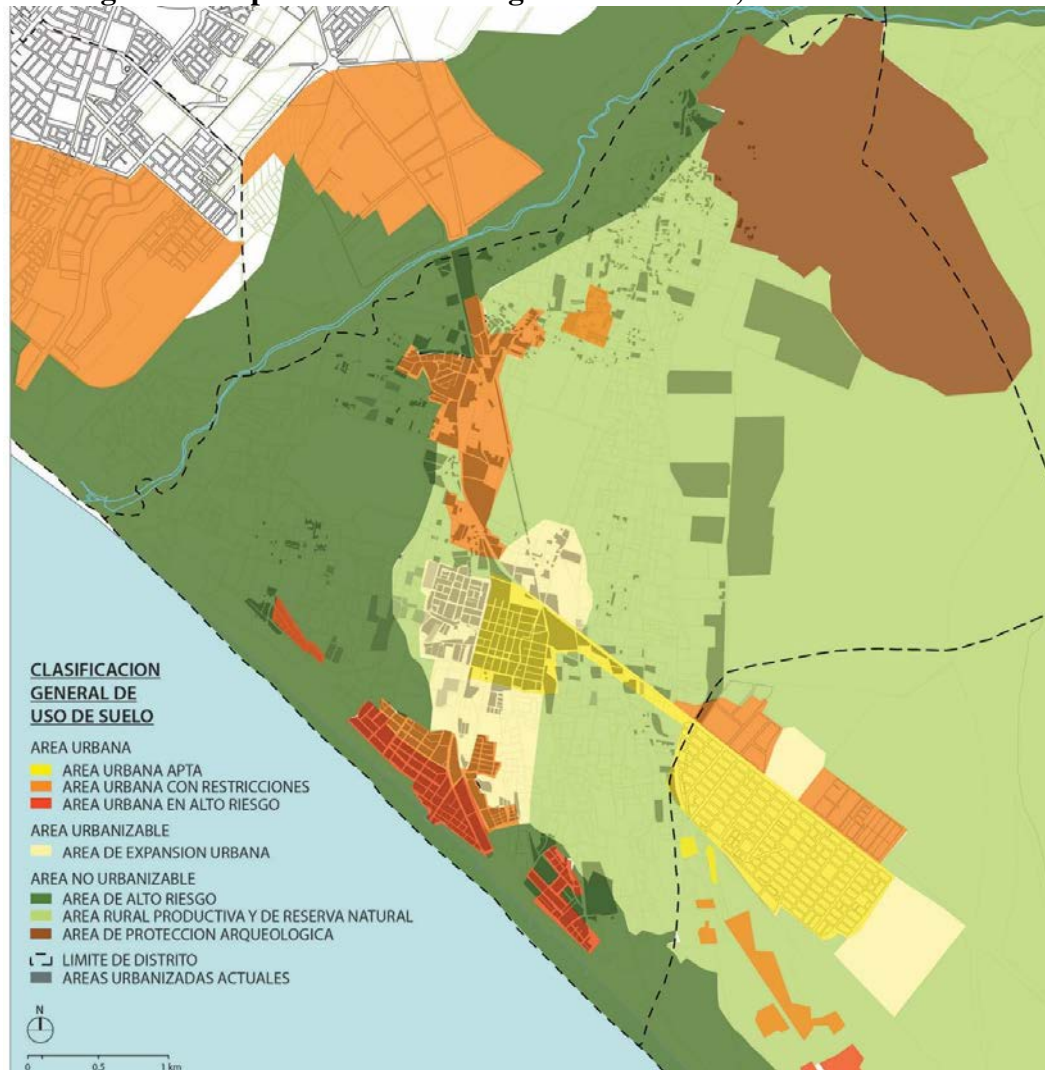 CLASIFICACION
GENERAL DE
USO DE SUELO
AREA URBANA
AREA URBANA APTA
AREA URBANA CON RESTRICCIONES
AREA URBANA EN ALTO RIESGO
AREA URBANIZABLE
AREA DE EXPANSION URBANA
AREA NO URBANIZABLE
AREA DE ALTO RIESGO
AREA RURAL PRODUCTIVA Y DE RESERVA NATURAL
AREA DE PROTECCION ARQUEOLOGICA
LIMITE DE DISTRITO
AREAS URBANIZADAS ACTUALES
N
0 0.5 1 km